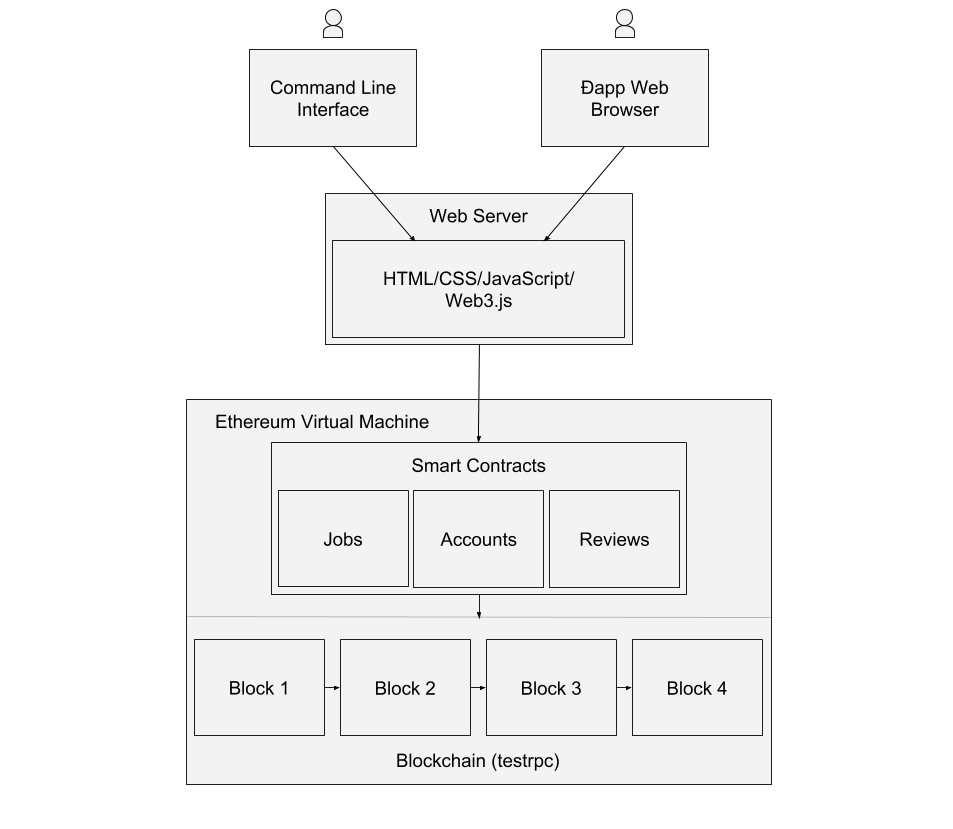 Command Line
Interface
Ðapp Web
Browser
Web Server
HTML/CSS/JavaScript/
Web3.js
Ethereum Virtual Machine
Smart Contracts
Jobs
Accounts
Reviews
Block 1
Block 2
Block 3
Block 4
Blockchain (testrpc)